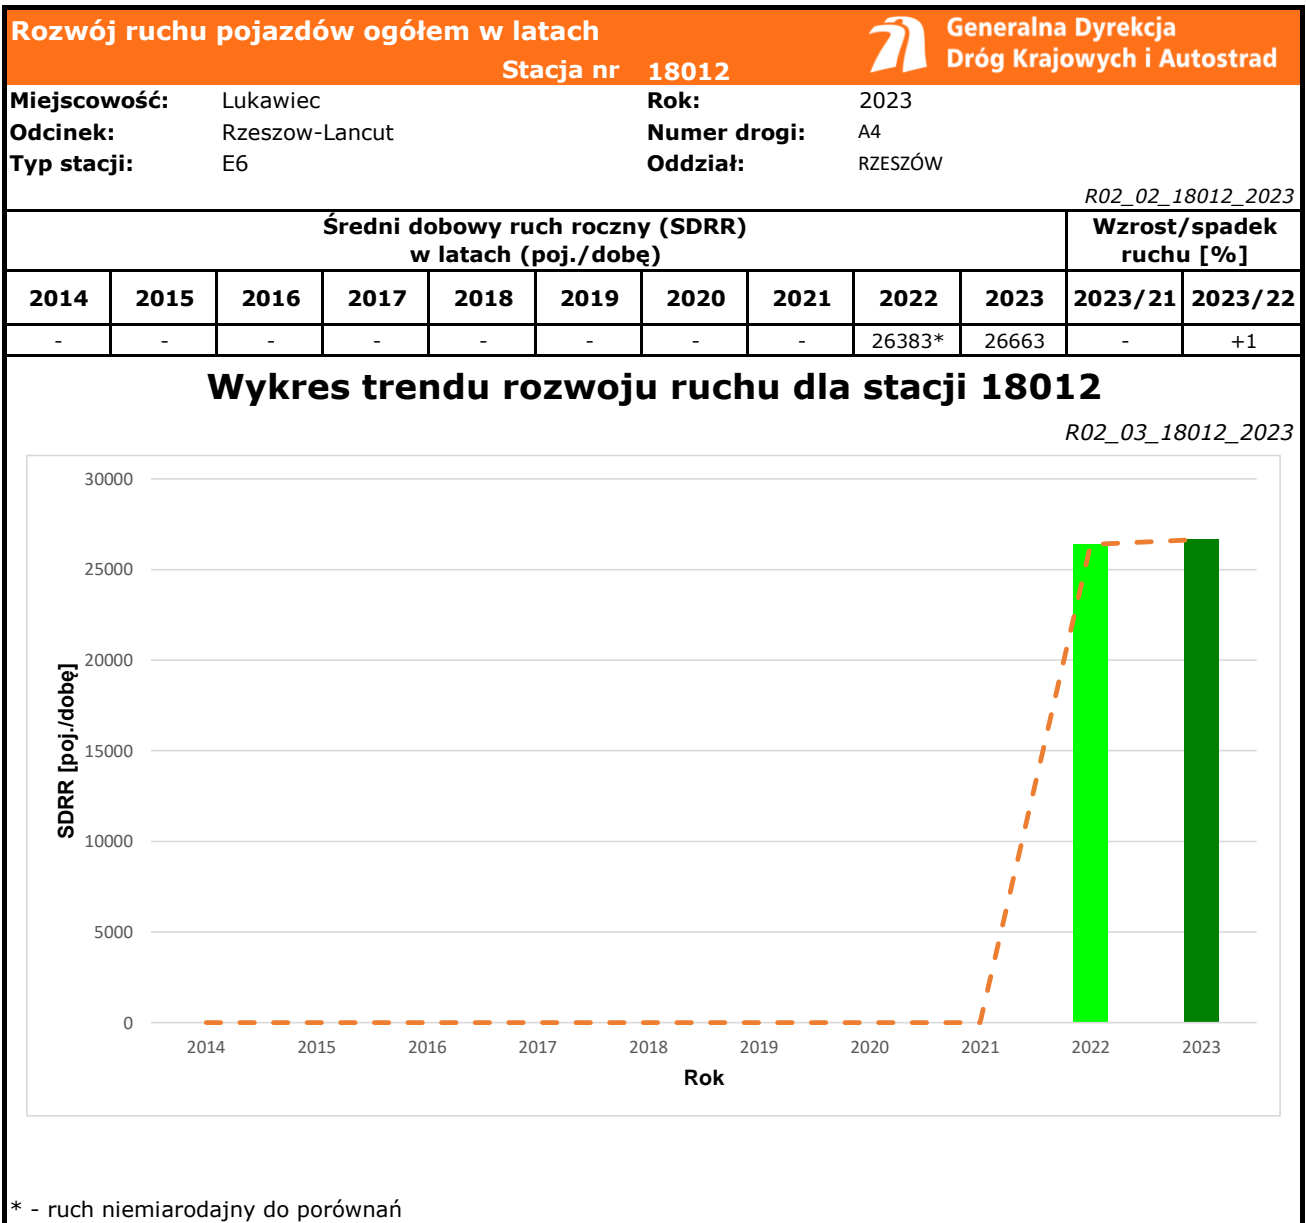 Rozwój ruchu pojazdów ogółem w latach
Stacja nr 18012
Generalna Dyrekcja
Dróg Krajowych i Autostrad
Miejscowość: Lukawiec Rok: 2023
Odcinek: Rzeszow-Lancut Numer drogi: A4
Typ stacji: E6 Oddział: RZESZÓW
R02_02_18012_2023
Średni dobowy ruch roczny (SDRR)
w latach (poj./dobę)
Wzrost/spadek
ruchu [%]
2014 2015 2016 2017 2018 2019 2020 2021 2022 2023 2023/21 2023/22
- - - - - - - - 26383* 26663 - +1
Wykres trendu rozwoju ruchu dla stacji 18012
R02_03_18012_2023
SDRR [poj./dobę]
30000
25000
20000
15000
10000
5000
0
2014 2015 2016 2017 2018 2019 2020 2021 2022 2023
Rok
* - ruch niemiarodajny do porównań